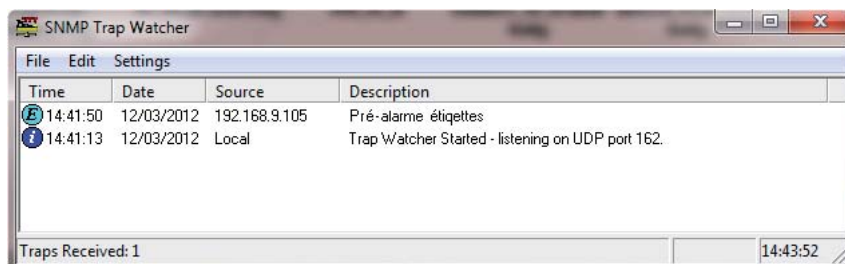 SNMP Trap Watcher
File Edit Settings
Time Date Source Description
E 14:41:50 12/03/2012 192.168.9.105 Pré-alarme étiqettes
i 14:41:13 12/03/2012 Local Trap Watcher Started - listening on UDP port 162.
Traps Received: 1 14:43:52